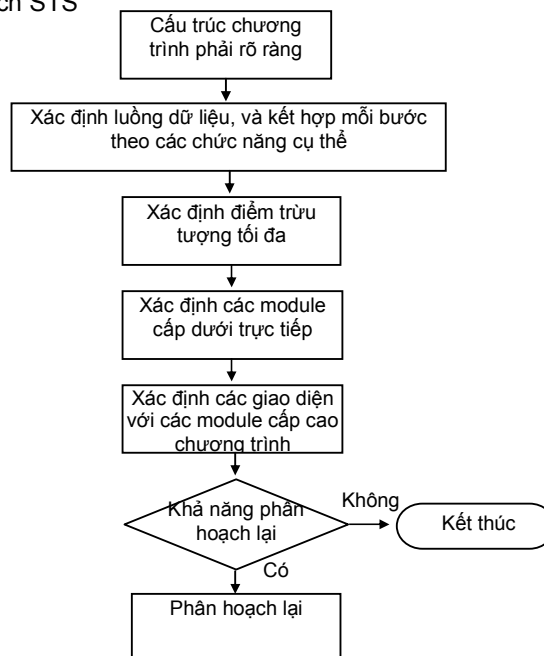 ch STS
Cấu trúc chương
trình phải rõ ràng
Xác định luồng dữ liệu, và kết hợp mỗi bước
theo các chức năng cụ thể
Xác định điểm trừu
tượng tối đa
Xác định các module
cấp dưới trực tiếp
Xác định các giao diện
với các module cấp cao
chương trình
Khả năng phân
hoạch lại
Không
Kết thúc
Có
Phân hoạch lại